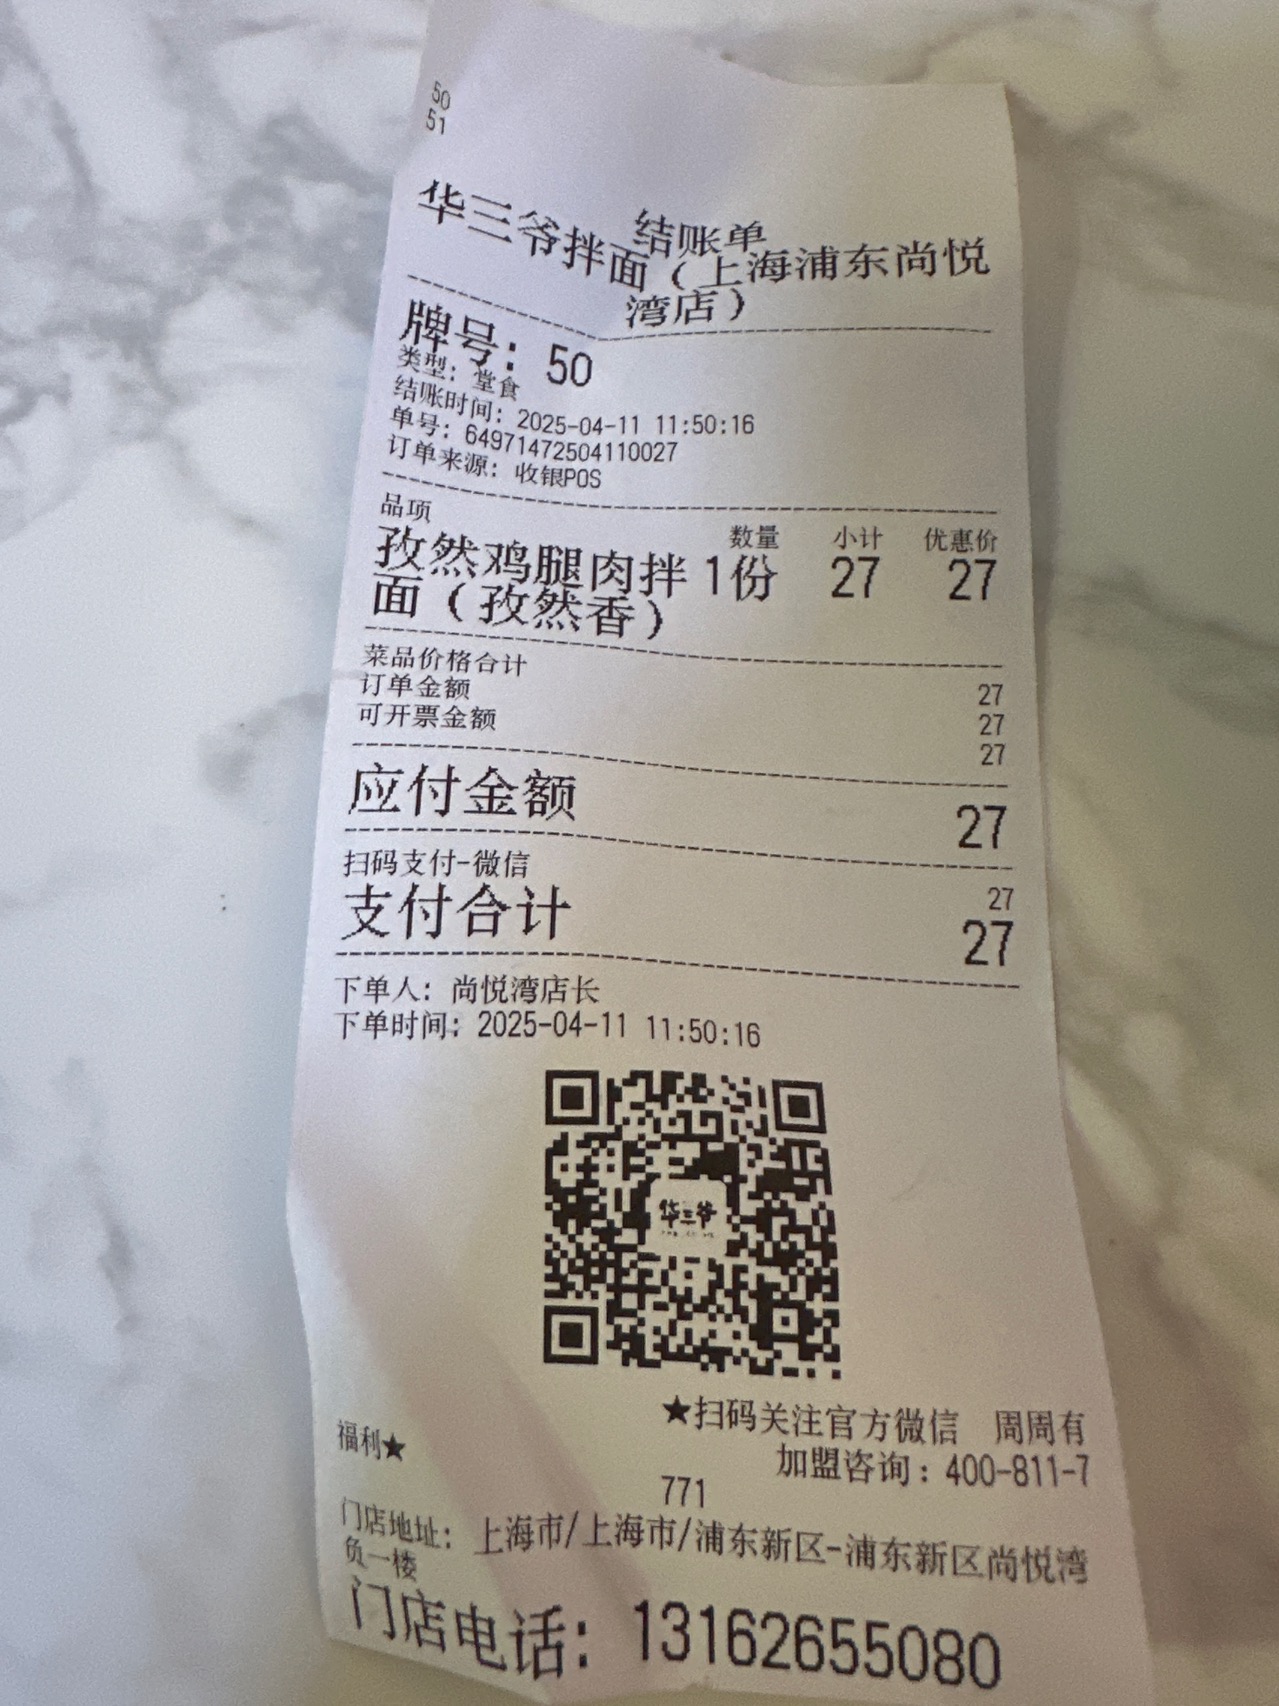 50
51
结账单
华三爷拌面（上海浦东尚悦
湾店）
牌号：50
类型：堂食
结账时间：2025-04-11 11:50:16
单号：64971472504110027
订单来源：收银POS
品项 数量 小计 优惠价
孜然鸡腿肉拌 1份 27 27
面（孜然香）
菜品价格合计 27
订单金额 27
可开票金额 27
应付金额 27
扫码支付-微信 27
支付合计 27
下单人：尚悦湾店长
下单时间：2025-04-11 11:50:16
华三爷
★扫码关注官方微信 周周有
福利★
加盟咨询：400-811-7
771
门店地址：上海市/上海市/浦东新区-浦东新区尚悦湾
负一楼
门店电话：13162655080